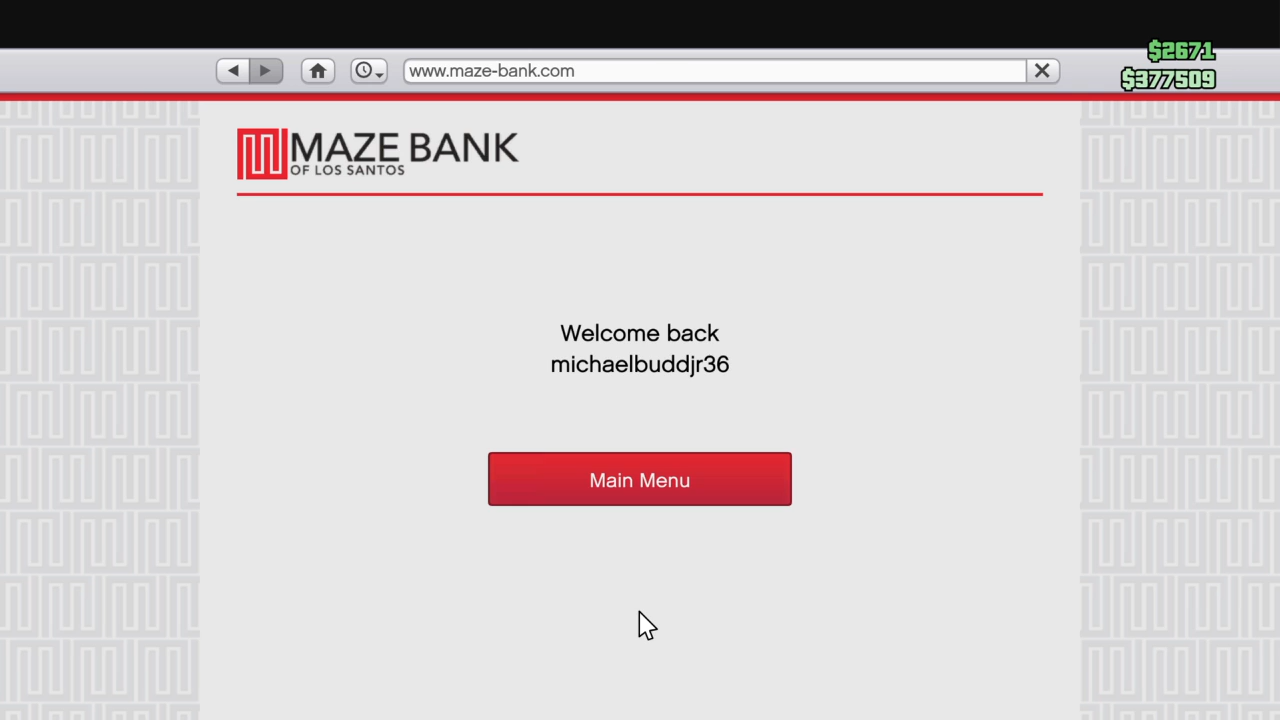 $2671
www.maze-bank.com
$377509
MAZE BANK
OF LOS SANTOS
Welcome back
michaelbuddjr36
Main Menu